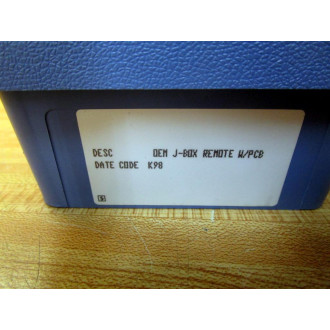 DESC OEM J-BOX REMOTE W/PCB
DATE CODE K98